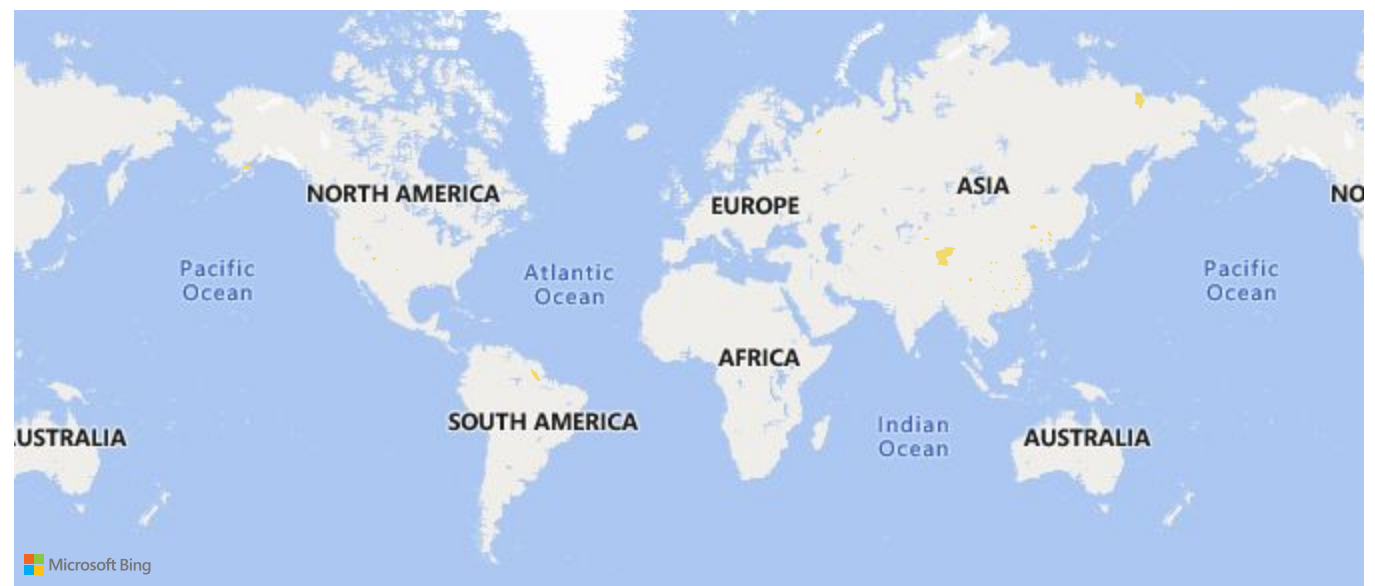 NORTH AMERICA
ASIA
NO
EUROPE
Pacific
Ocean
Atlantic
Ocean
Pacific
Ocean
AFRICA
SOUTH AMERICA
Indian
Ocean
USTRALIA
AUSTRALIA
Microsoft Bing